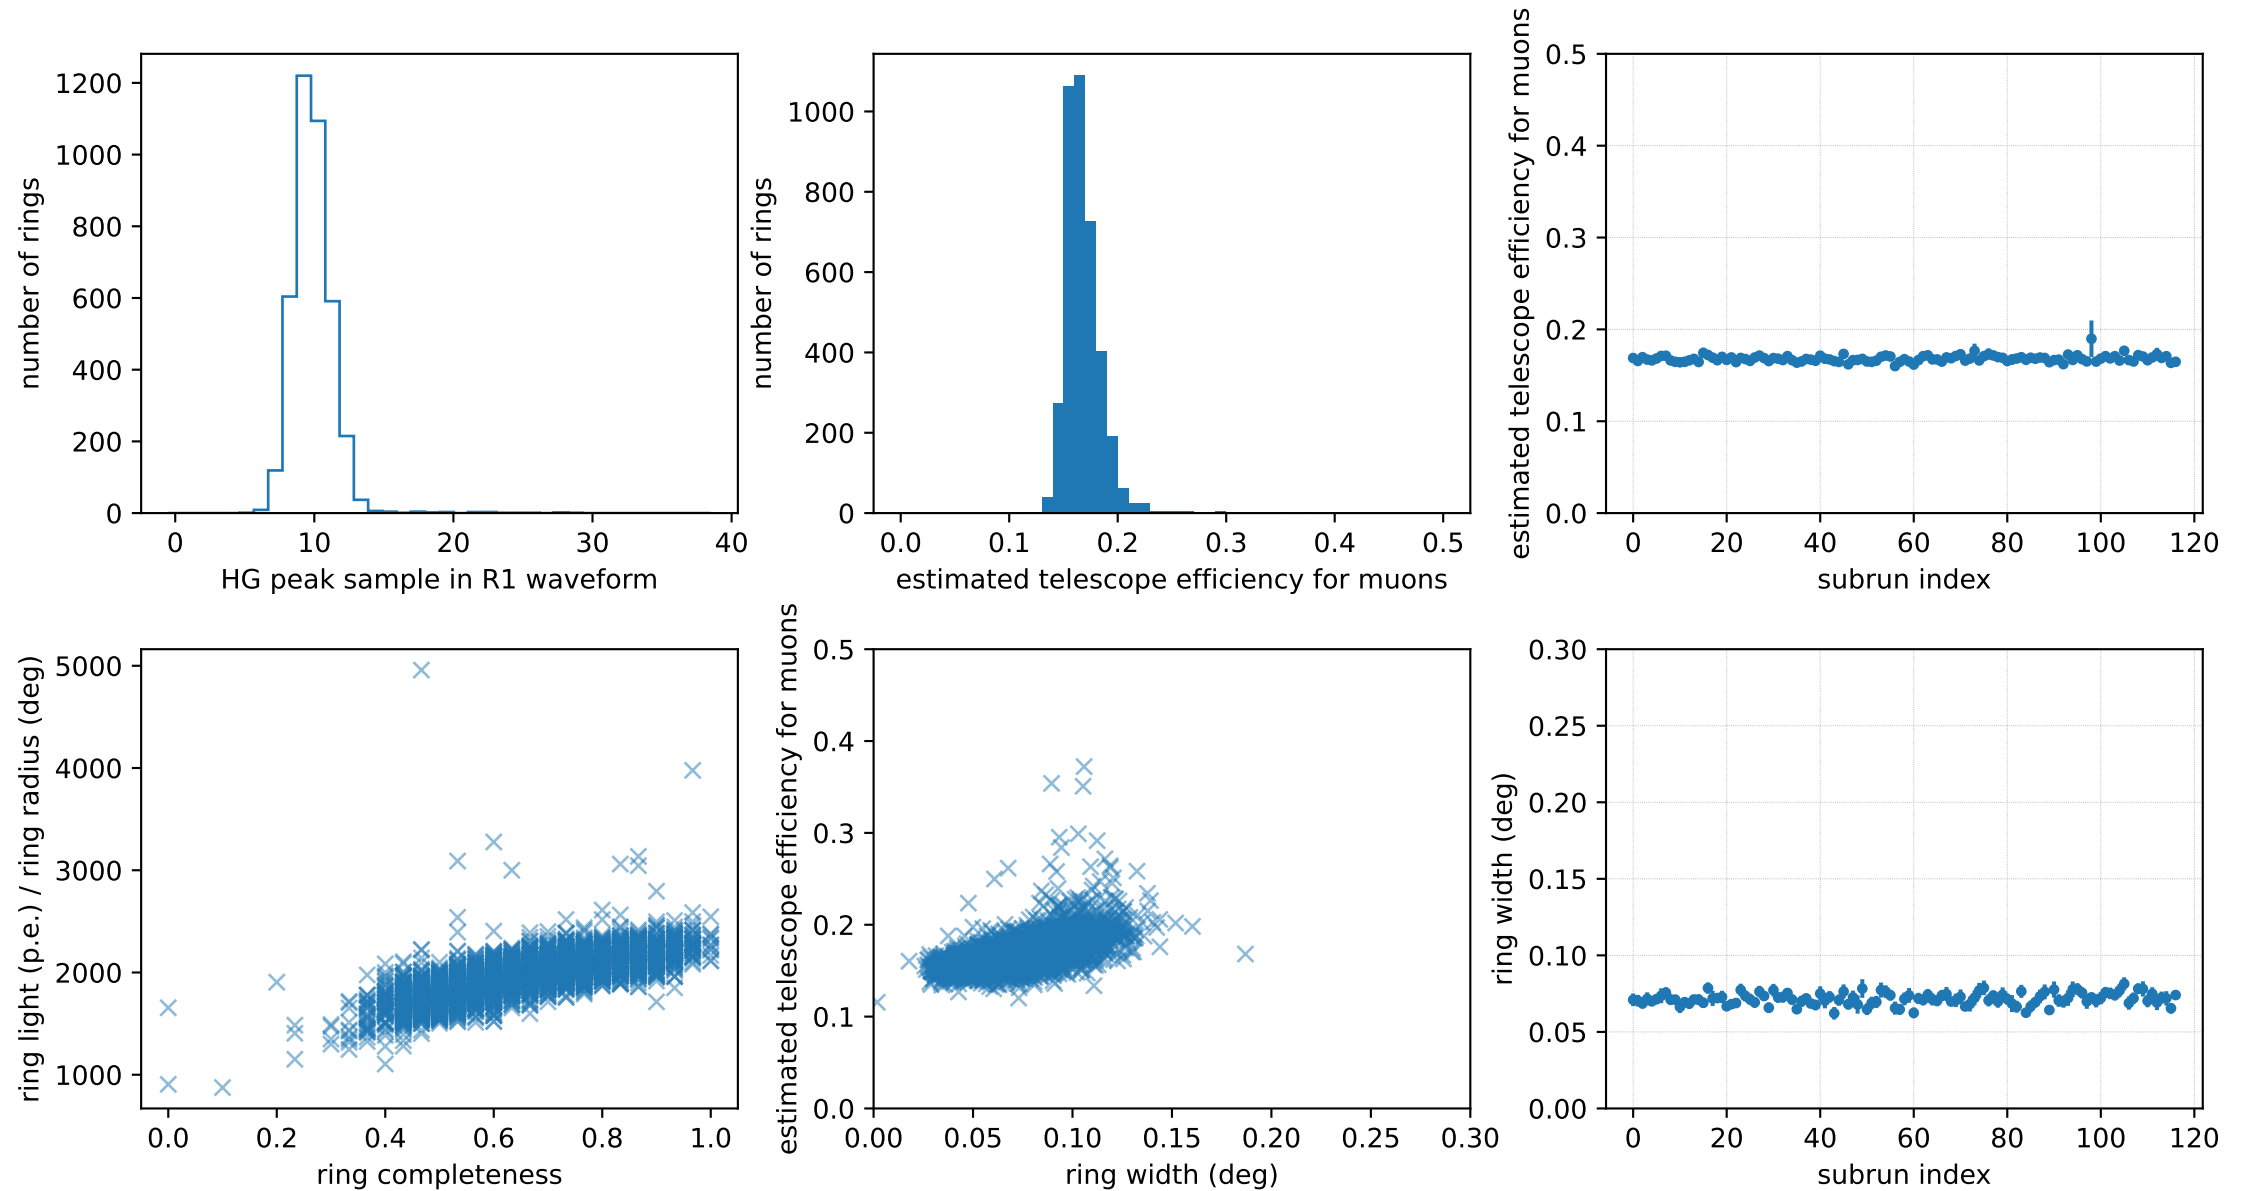 1200
1000
800
600
400
200
0
number of rings
0 10 20 30 40
HG peak sample in R1 waveform
1000
800
600
400
200
0
number of rings
0.0 0.1 0.2 0.3 0.4 0.5
estimated telescope efficiency for muons
0.5
0.4
0.3
0.2
0.1
0.0
estimated telescope efficiency for muons
0 20 40 60 80 100 120
subrun index
5000
4000
3000
2000
1000
ring light (p.e.) / ring radius (deg)
0.0 0.2 0.4 0.6 0.8 1.0
ring completeness
0.5
0.4
0.3
0.2
0.1
0.0
estimated telescope efficiency for muons
0.00 0.05 0.10 0.15 0.20 0.25 0.30
ring width (deg)
0.30
0.25
0.20
0.15
0.10
0.05
0.00
ring width (deg)
0 20 40 60 80 100 120
subrun index